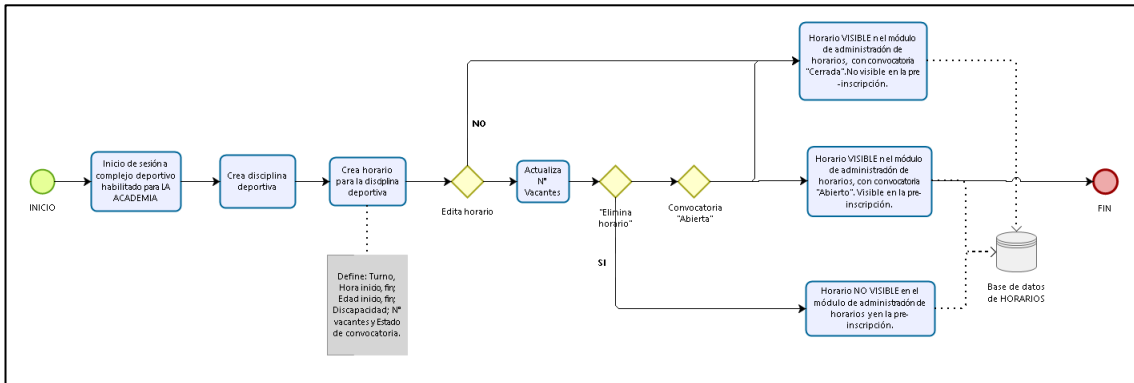 INICIO
Inicio de sesión a
complejo deportivo
habilitado para LA
ACADEMIA
Crea disciplina
deportiva
Crea horario
para la disciplina
deportiva
Define: Turno,
Hora inicio, fin;
Edad inicio, fin;
Discapacidad; N°
vacantes y Estado
de convocatoria.
Edita horario
NO
Actualiza
N°
Vacantes
"Elimina
horario"
SI
Convocatoria
"Abierta"
Horario VISIBLE n el módulo
de administración de
horarios, con convocatoria
"Cerrada".No visible en la pre
-inscripción.
Horario VISIBLE n el módulo
de administración de
horarios, con convocatoria
"Abierto". Visible en la pre-
inscripción.
Horario NO VISIBLE en el
módulo de administración de
horarios y en la pre-
inscripción.
Base de datos
de HORARIOS
FIN